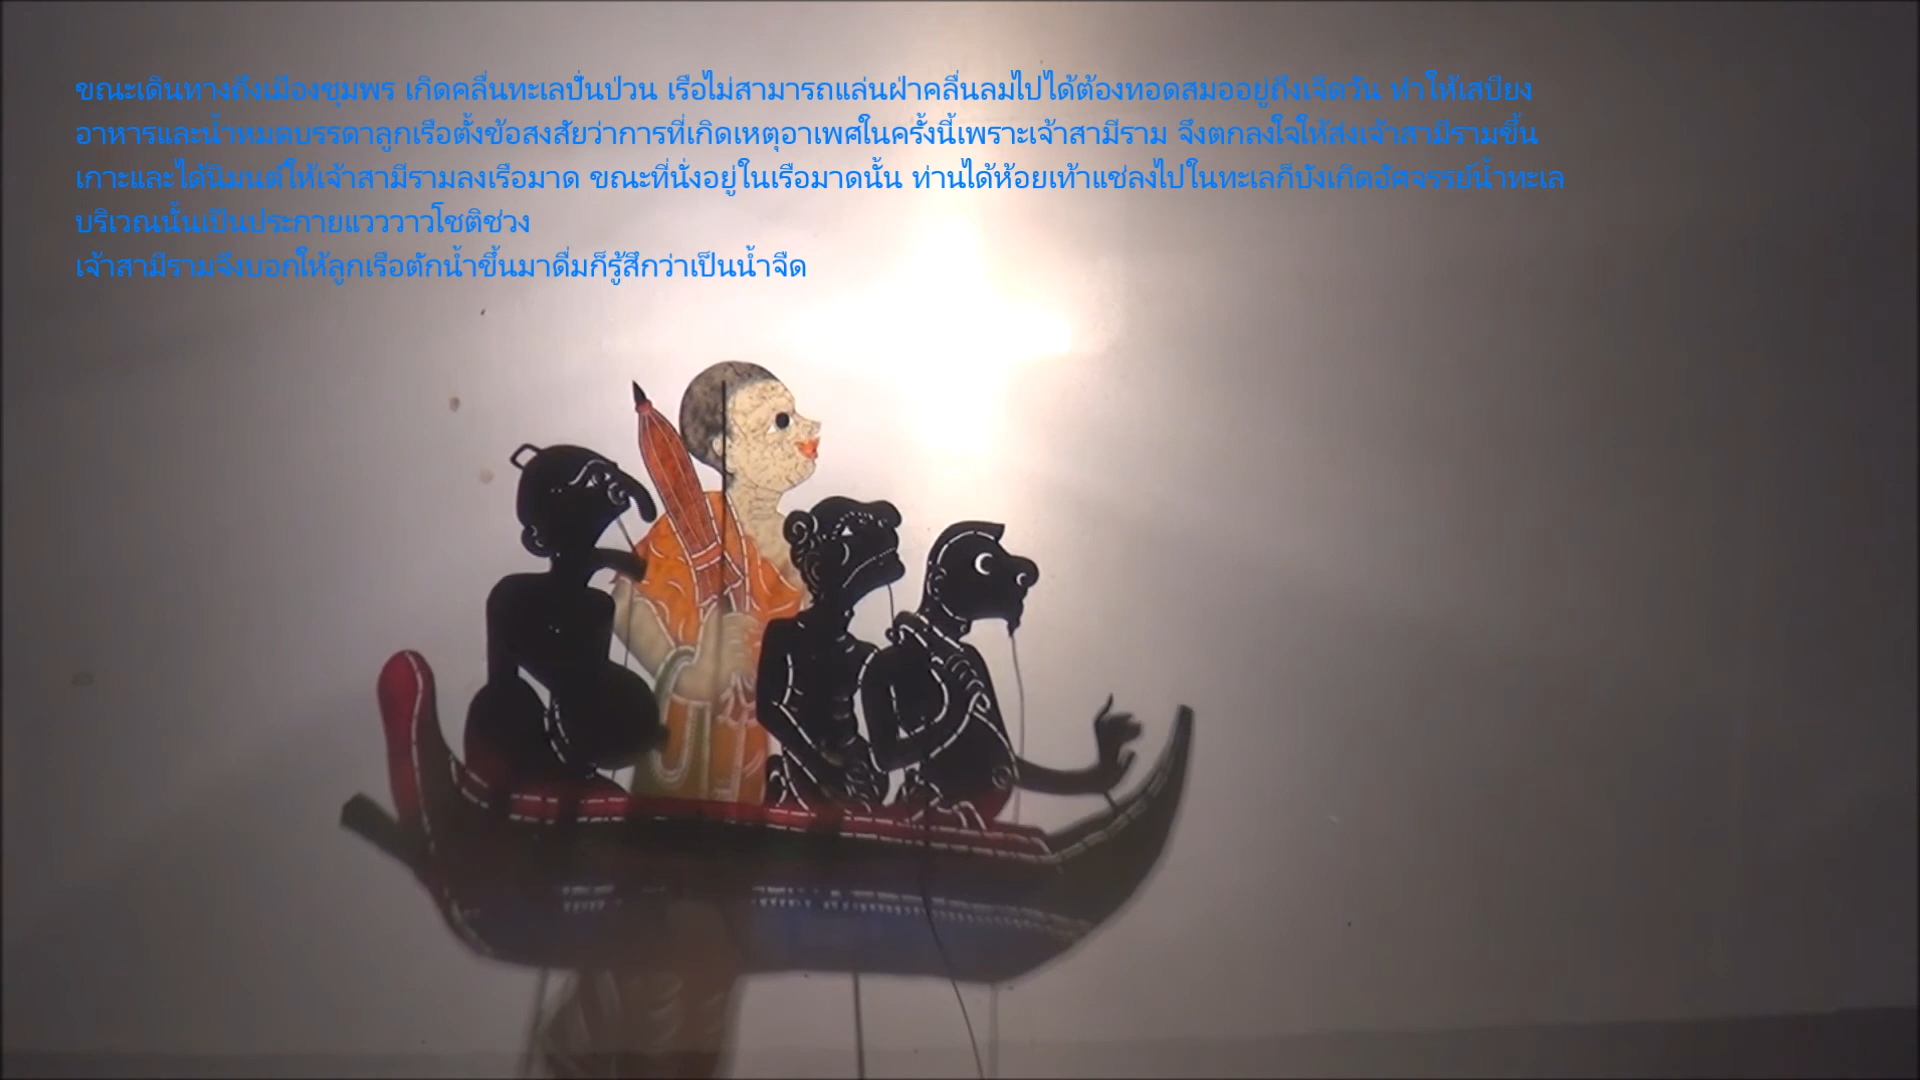 ขณะเดินทางถึงเมืองชุมพร เกิดคลื่นทะเลปั่นป่วน เรือไม่สามารถแล่นฝ่าคลื่นลมไปได้ต้องทอดสมออยู่ถึงเจ็ดวัน ทำให้เสบียง
อาหารและน้ำหมดบรรดาลูกเรือตั้งข้อสงสัยว่าการที่เกิดเหตุอาเพศในครั้งนี้เพราะเจ้าสามีราม จึงตกลงใจให้ส่งเจ้าสามีรามขึ้น
เกาะและได้นิมนต์ให้เจ้าสามีรามลงเรือมาด ขณะที่นั่งอยู่ในเรือมาดนั้น ท่านได้ห้อยเท้าแช่ลงไปในทะเลก็บังเกิดอัศจรรย์น้ำทะเล
บริเวณนั้นเป็นประกายแวววาวโชติช่วง
เจ้าสามีรามจึงบอกให้ลูกเรือตักน้ำขึ้นมาดื่มก็รู้สึกว่าเป็นน้ำจืด